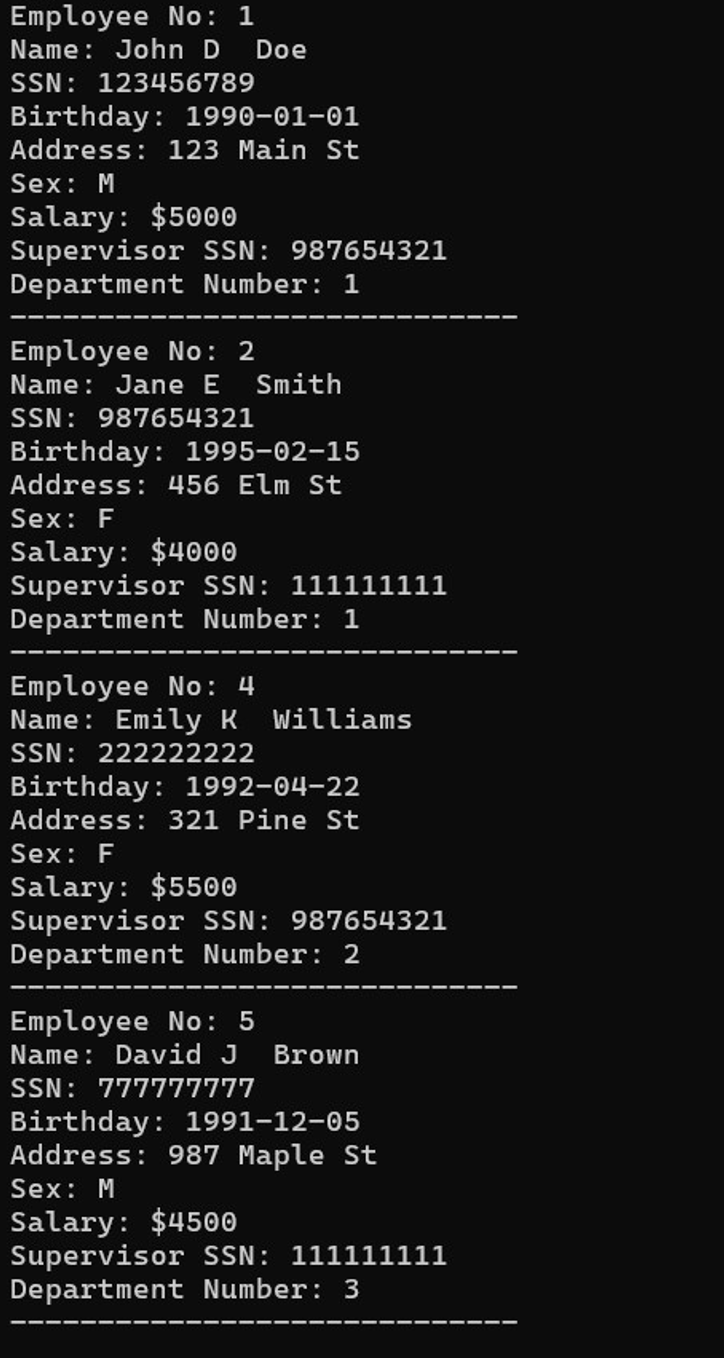 Employee No: 1
Name: John D  Doe
SSN: 123456789
Birthday: 1990-01-01
Address: 123 Main St
Sex: M
Salary: $5000
Supervisor SSN: 987654321
Department Number: 1
-----------------------------
Employee No: 2
Name: Jane E  Smith
SSN: 987654321
Birthday: 1995-02-15
Address: 456 Elm St
Sex: F
Salary: $4000
Supervisor SSN: 111111111
Department Number: 1
-----------------------------
Employee No: 4
Name: Emily K  Williams
SSN: 222222222
Birthday: 1992-04-22
Address: 321 Pine St
Sex: F
Salary: $5500
Supervisor SSN: 987654321
Department Number: 2
-----------------------------
Employee No: 5
Name: David J  Brown
SSN: 777777777
Birthday: 1991-12-05
Address: 987 Maple St
Sex: M
Salary: $4500
Supervisor SSN: 111111111
Department Number: 3
-----------------------------